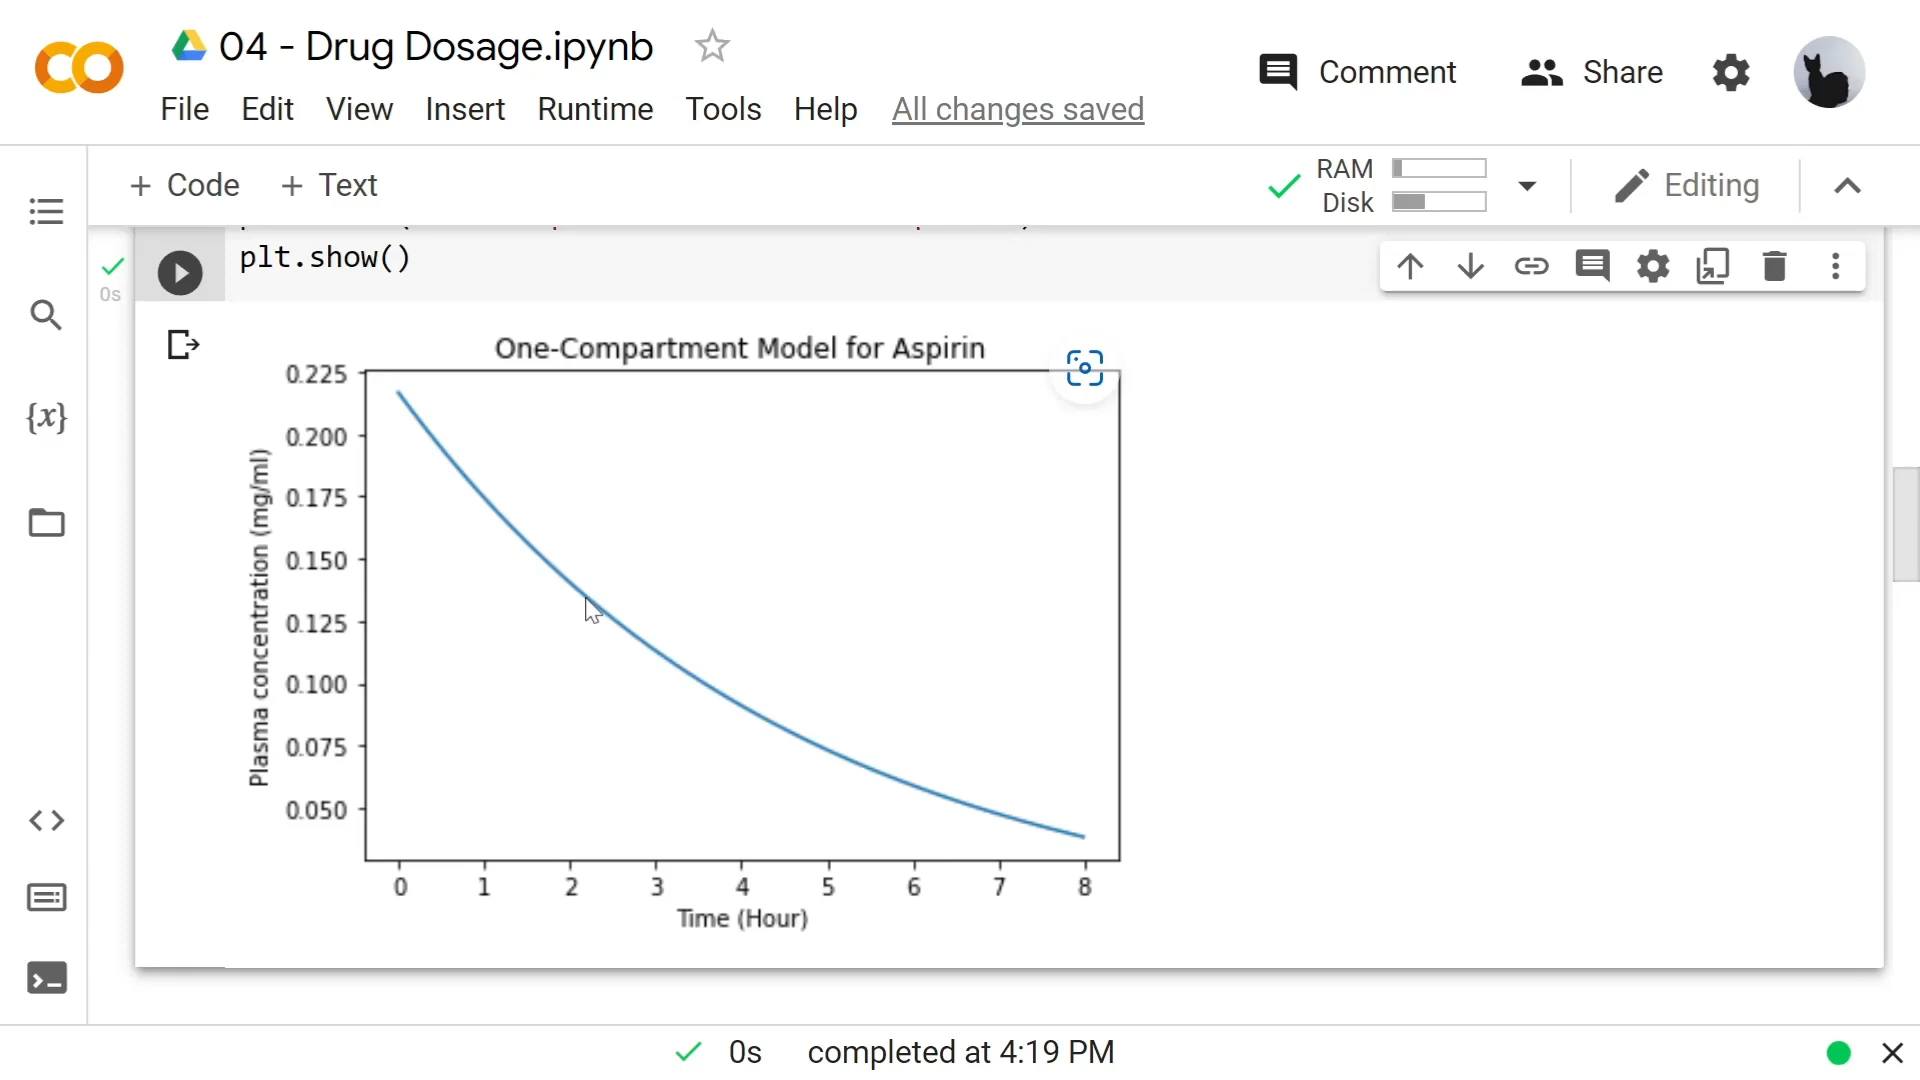 04 - Drug Dosage.ipynb
File Edit View Insert Runtime Tools Help All changes saved
Comment Share
+ Code + Text
RAM
Disk
Editing
plt.show()
0s
{x}
One-Compartment Model for Aspirin
Plasma concentration (mg/ml)
0.225
0.200
0.175
0.150
0.125
0.100
0.075
0.050
0 1 2 3 4 5 6 7 8
Time (Hour)
0s completed at 4:19 PM